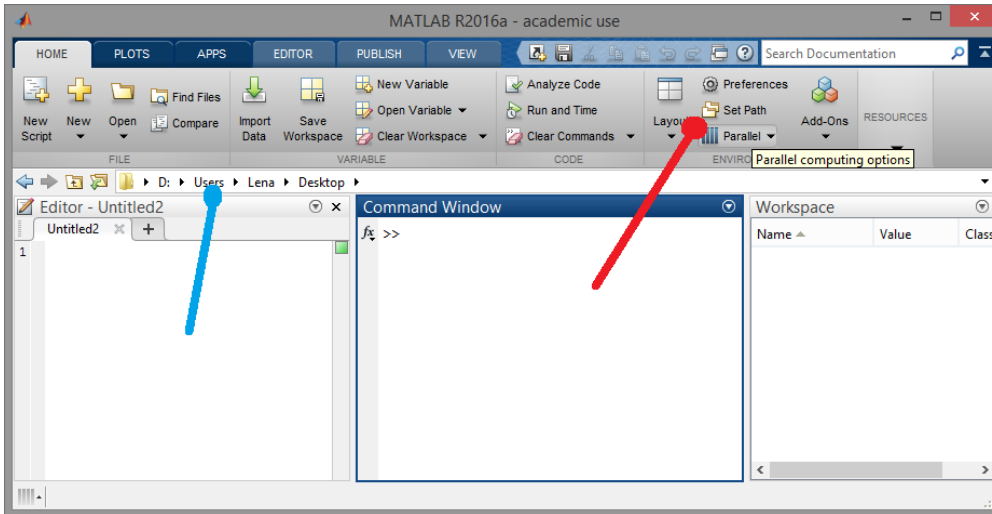 MATLAB R2016a - academic use
HOME PLOTS APPS EDITOR PUBLISH VIEW Search Documentation
New Script
New
Open
Find Files
Compare
FILE
Import Data
Save Workspace
New Variable
Open Variable
Clear Workspace
VARIABLE
Analyze Code
Run and Time
Clear Commands
CODE
Layout
Preferences
Set Path
Parallel
Add-Ons
RESOURCES
ENVIRO
Parallel computing options
D: Users Lena Desktop
Editor - Untitled2
Untitled2
1
Command Window
fx >>
Workspace
Name Value Class